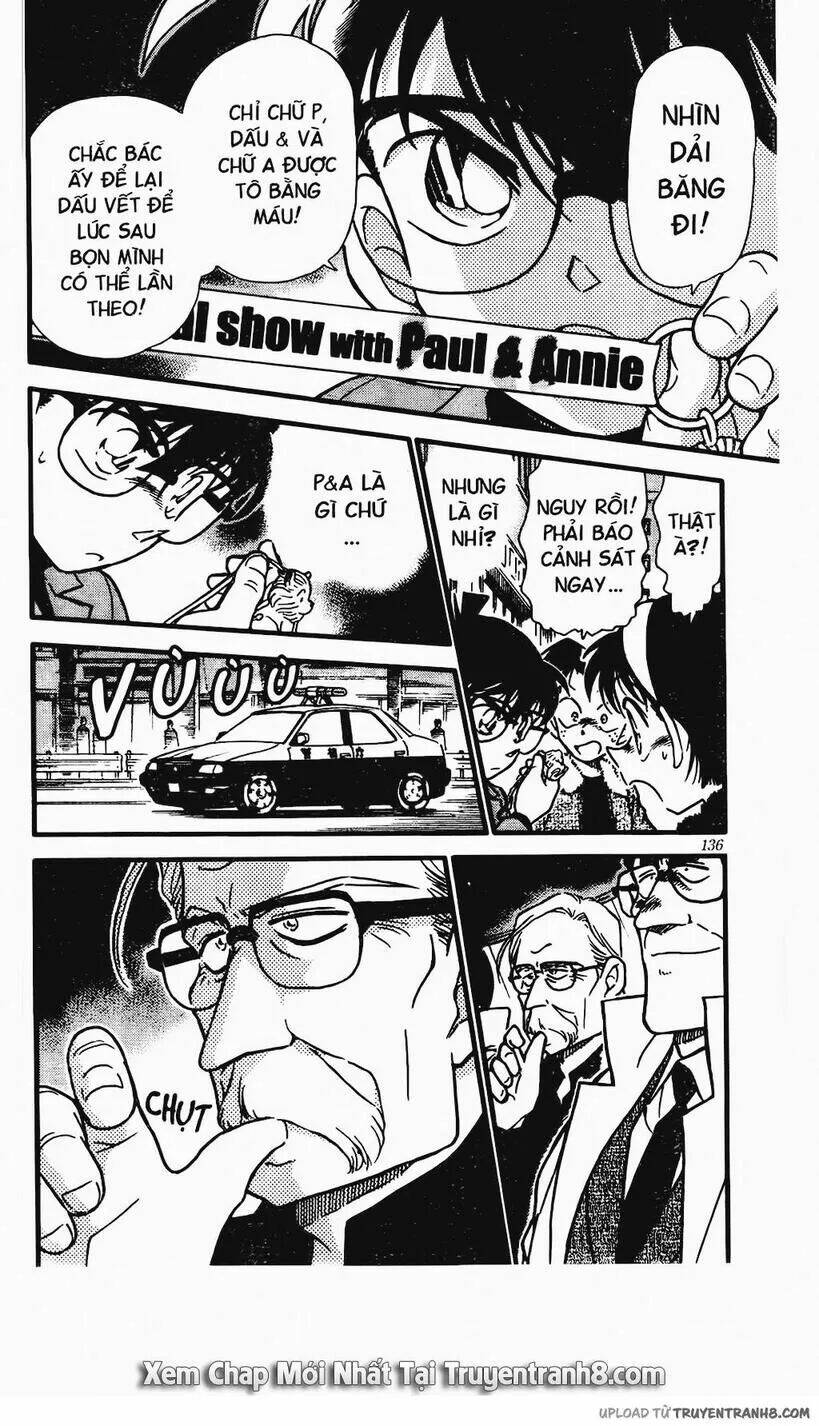 NHÌN
DẢI
BĂNG
ĐI!
CHỈ CHỮ P,
DẤU & VÀ
CHỮ A ĐƯỢC
TÔ BẰNG
MÁU!
CHẮC BÁC
ẤY ĐỂ LẠI
DẤU VẾT ĐỂ
LÚC SAU
BỌN MÌNH
CÓ THỂ LẦN
THEO!
al show with Paul & Annie
THẬT
À?!
NGUY RỒI!
PHẢI BÁO
CẢNH SÁT
NGAY...
NHƯNG
LÀ GÌ
NHỈ?
P&A LÀ
GÌ CHỨ
...
VÙÙÙ
136
CHỤT
Xem Chap Mới Nhất Tại Truyentranh8.com
UPLOAD TỪ TRUYENTRANH8.COM